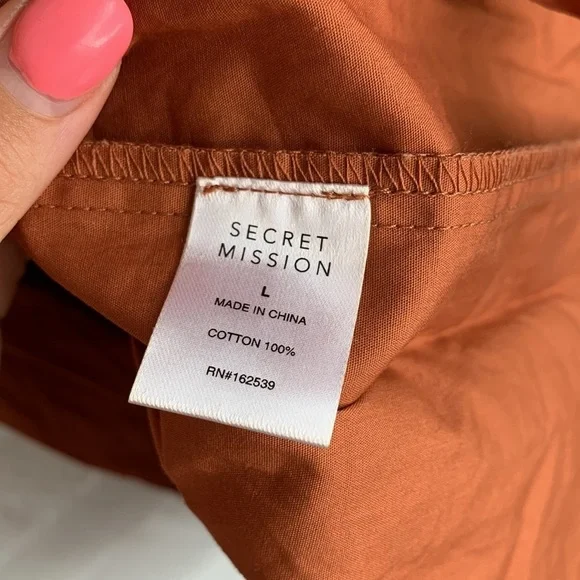 SECRET
MISSION
L
MADE IN CHINA
COTTON 100%
RN#162539